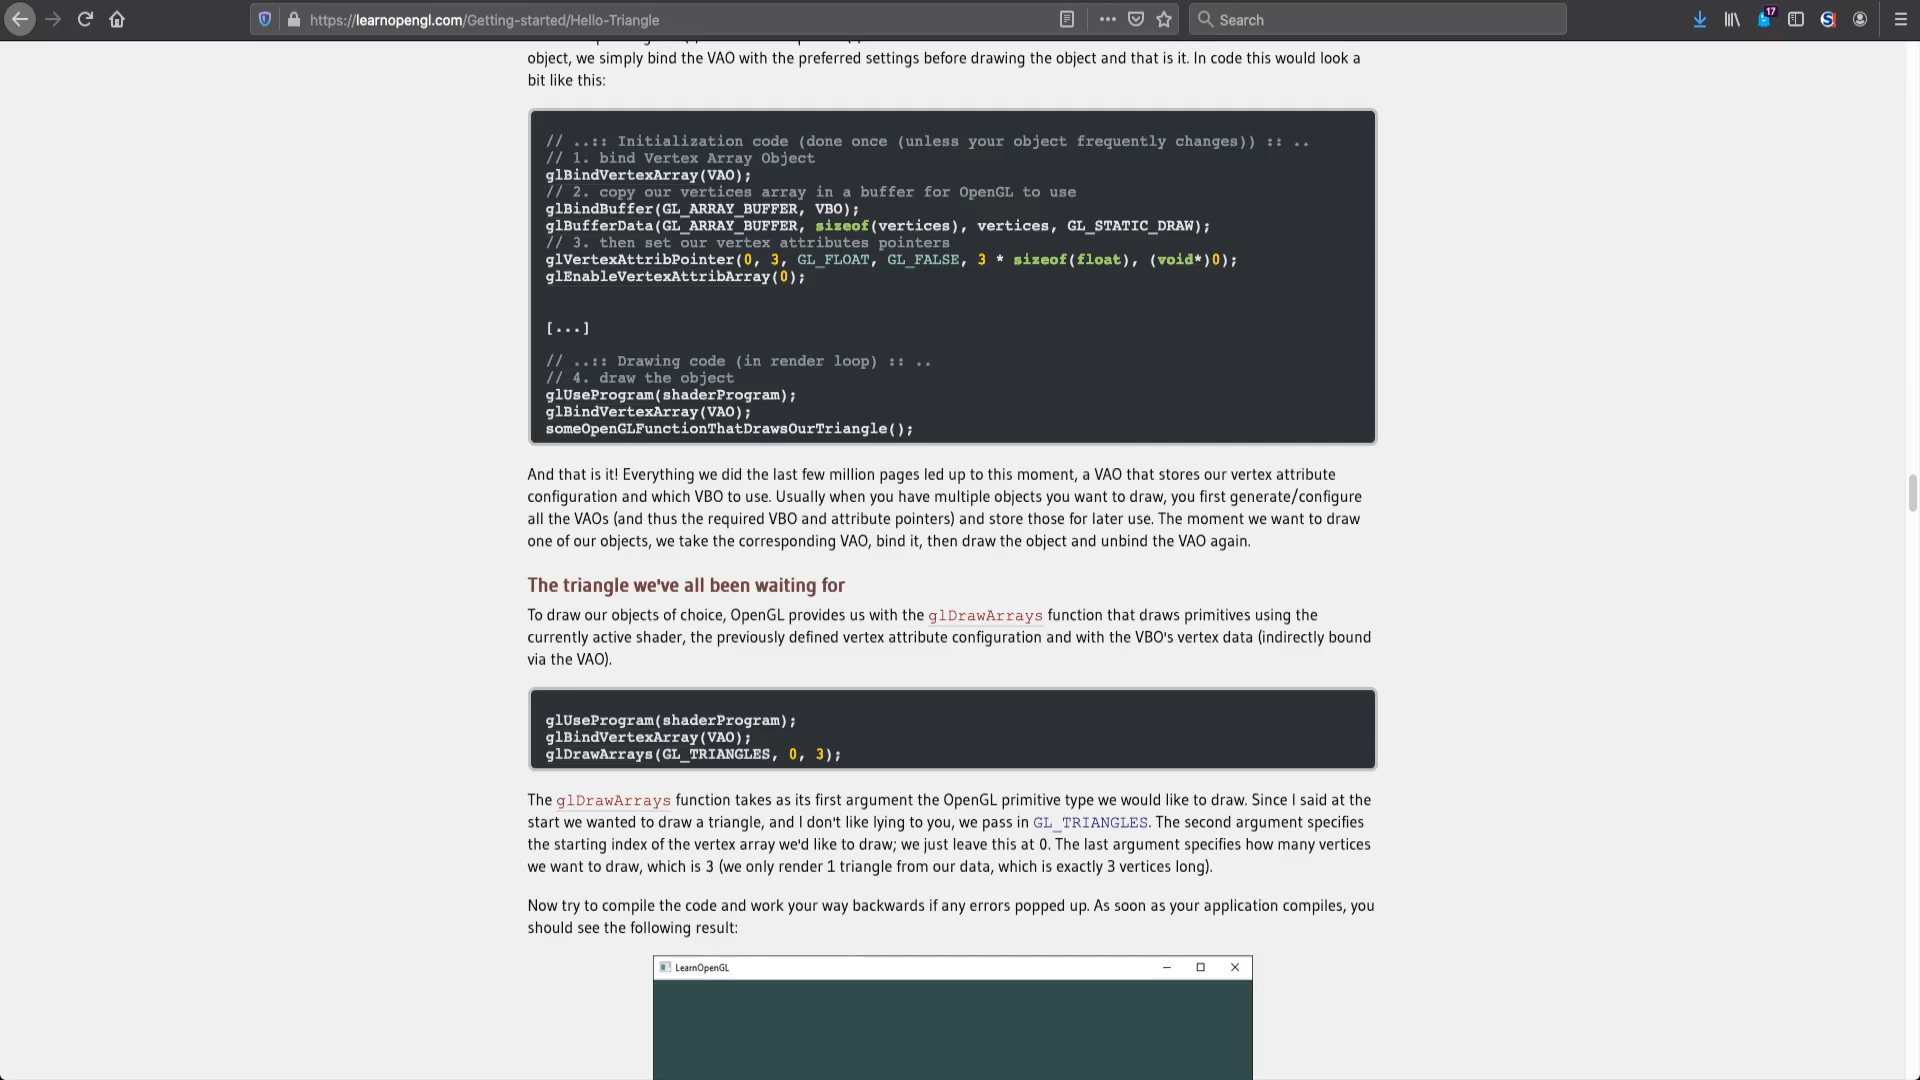 https://learnopengl.com/Getting-started/Hello-Triangle
Search
17
object, we simply bind the VAO with the preferred settings before drawing the object and that is it. In code this would look a
bit like this:
// ..:: Initialization code (done once (unless your object frequently changes)) :: ..
// 1. bind Vertex Array Object
glBindVertexArray(VAO);
// 2. copy our vertices array in a buffer for OpenGL to use
glBindBuffer(GL_ARRAY_BUFFER, VBO);
glBufferData(GL_ARRAY_BUFFER, sizeof(vertices), vertices, GL_STATIC_DRAW);
// 3. then set our vertex attributes pointers
glVertexAttribPointer(0, 3, GL_FLOAT, GL_FALSE, 3 * sizeof(float), (void*)0);
glEnableVertexAttribArray(0);
[...]
// ..:: Drawing code (in render loop) :: ..
// 4. draw the object
glUseProgram(shaderProgram);
glBindVertexArray(VAO);
someOpenGLFunctionThatDrawsOurTriangle();
And that is it! Everything we did the last few million pages led up to this moment, a VAO that stores our vertex attribute
configuration and which VBO to use. Usually when you have multiple objects you want to draw, you first generate/configure
all the VAOs (and thus the required VBO and attribute pointers) and store those for later use. The moment we want to draw
one of our objects, we take the corresponding VAO, bind it, then draw the object and unbind the VAO again.
The triangle we've all been waiting for
To draw our objects of choice, OpenGL provides us with the glDrawArrays function that draws primitives using the
currently active shader, the previously defined vertex attribute configuration and with the VBO's vertex data (indirectly bound
via the VAO).
glUseProgram(shaderProgram);
glBindVertexArray(VAO);
glDrawArrays(GL_TRIANGLES, 0, 3);
The glDrawArrays function takes as its first argument the OpenGL primitive type we would like to draw. Since I said at the
start we wanted to draw a triangle, and I don't like lying to you, we pass in GL_TRIANGLES. The second argument specifies
the starting index of the vertex array we'd like to draw; we just leave this at 0. The last argument specifies how many vertices
we want to draw, which is 3 (we only render 1 triangle from our data, which is exactly 3 vertices long).
Now try to compile the code and work your way backwards if any errors popped up. As soon as your application compiles, you
should see the following result:
LearnOpenGL